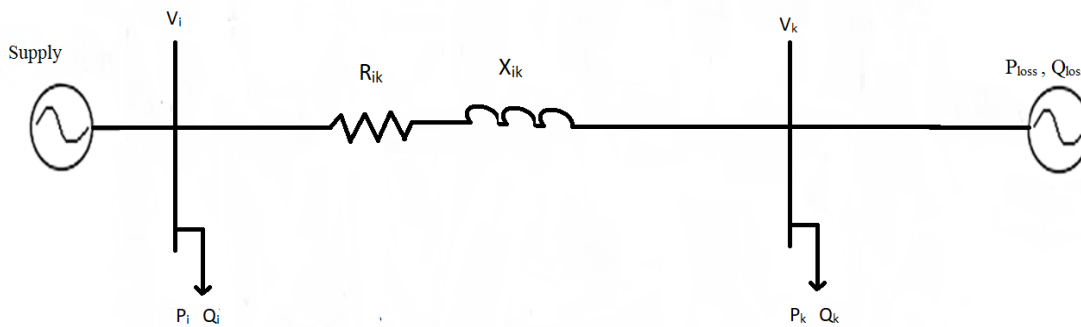 Supply
Vᵢ
Rᵢₖ
Xᵢₖ
Vₖ
Pₗₒₛₛ , Qₗₒₛ
Pᵢ Qᵢ
Pₖ Qₖ